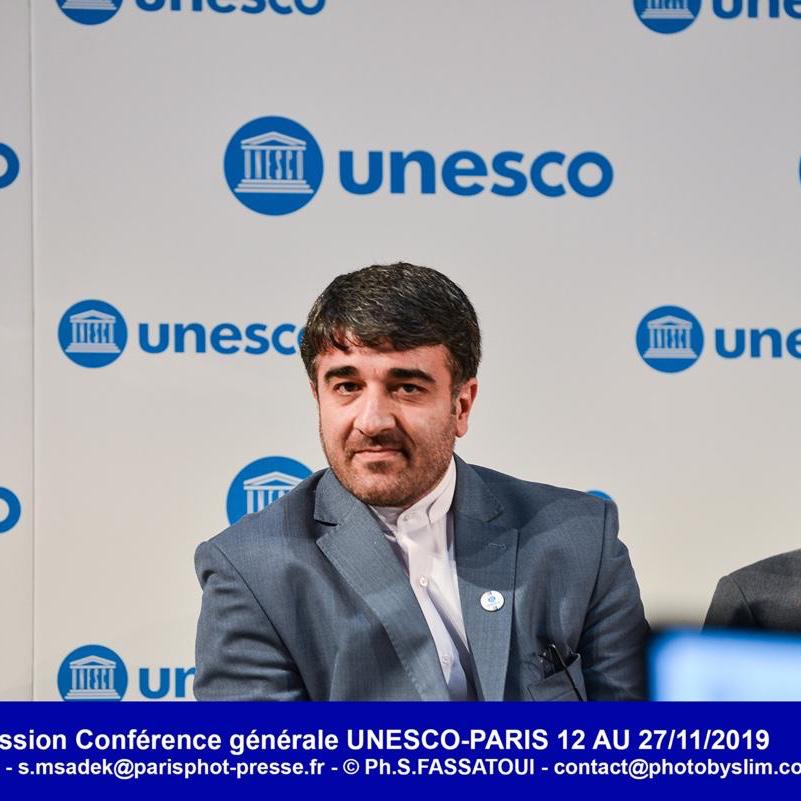 unesco
une
unesco
unesco
une
un
ssion Conférence générale UNESCO-PARIS 12 AU 27/11/2019
- s.msadek@parisphot-presse.fr - © Ph.S.FASSATOUI - contact@photobyslim.co